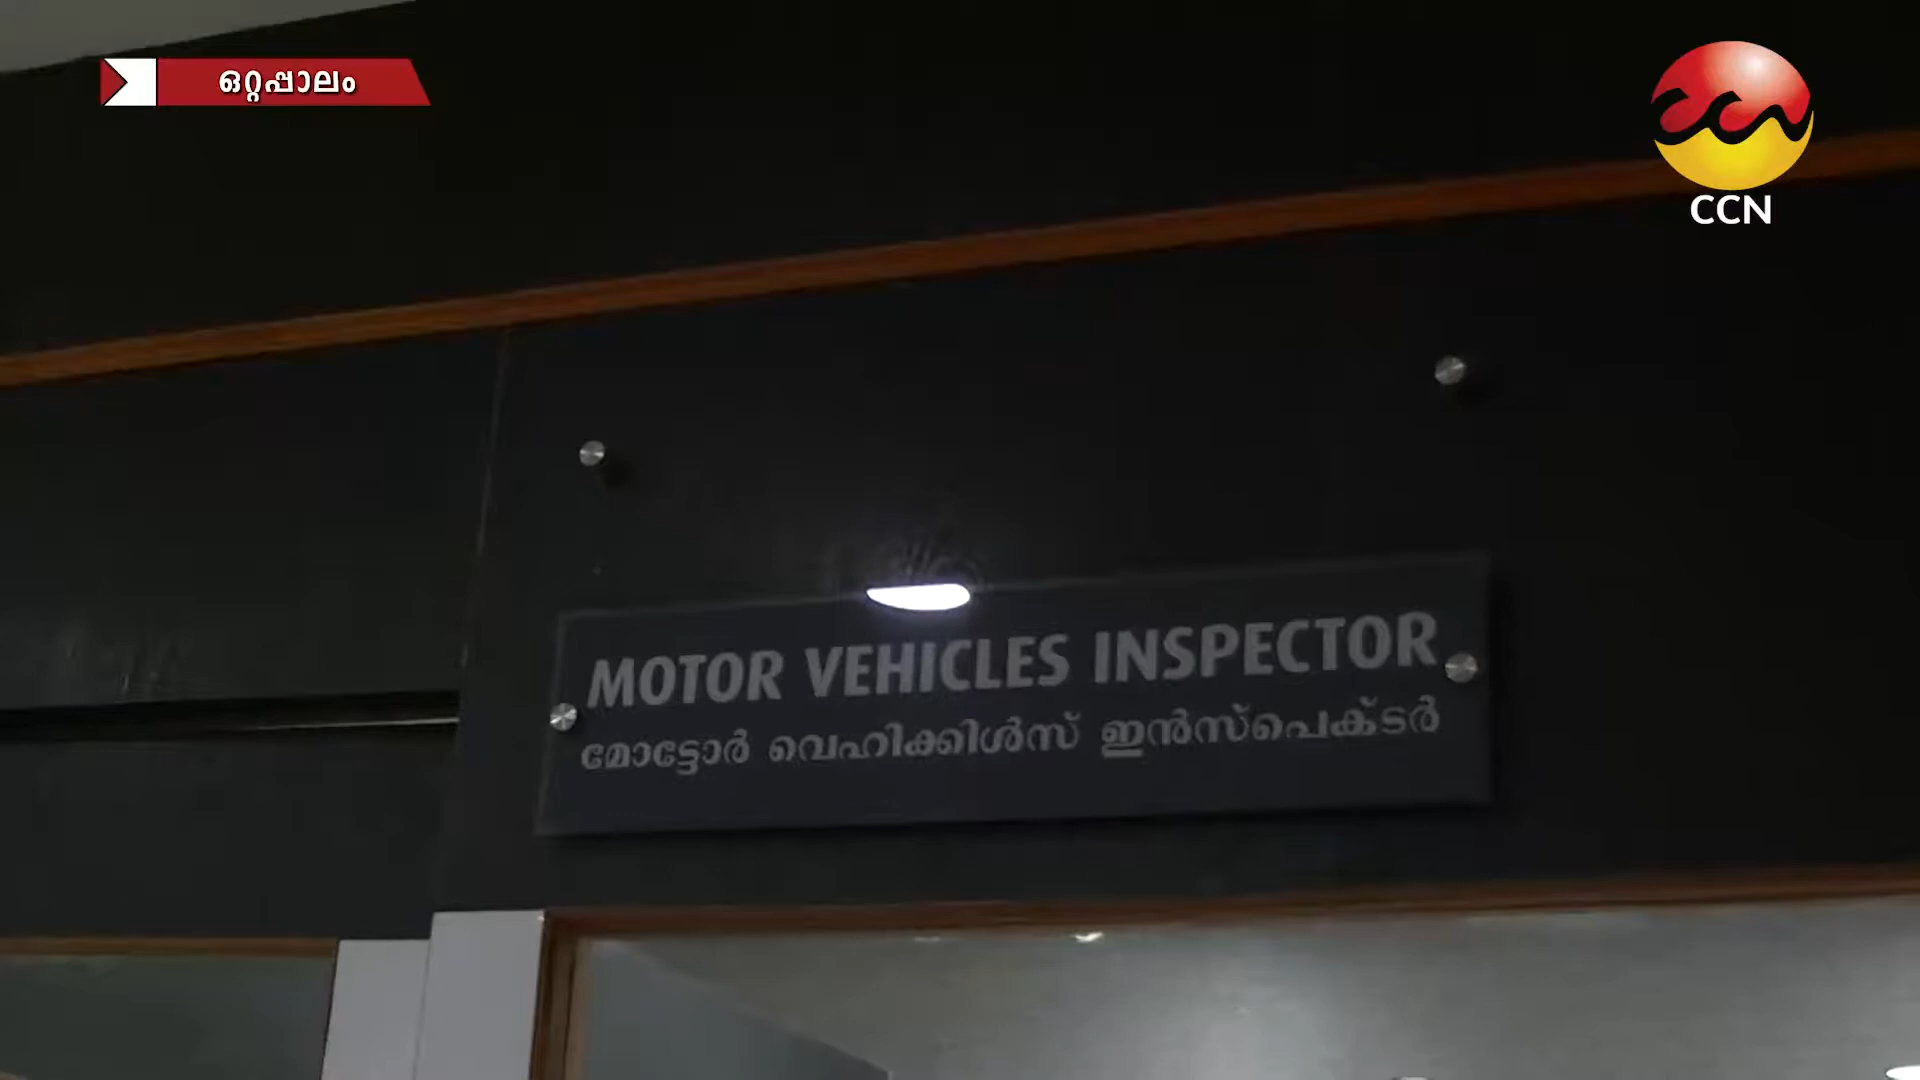 ഒറ്റപ്പാലം
CCN
MOTOR VEHICLES INSPECTOR
മോട്ടോർ വെഹിക്കിൾസ് ഇൻസ്പെക്ടർ